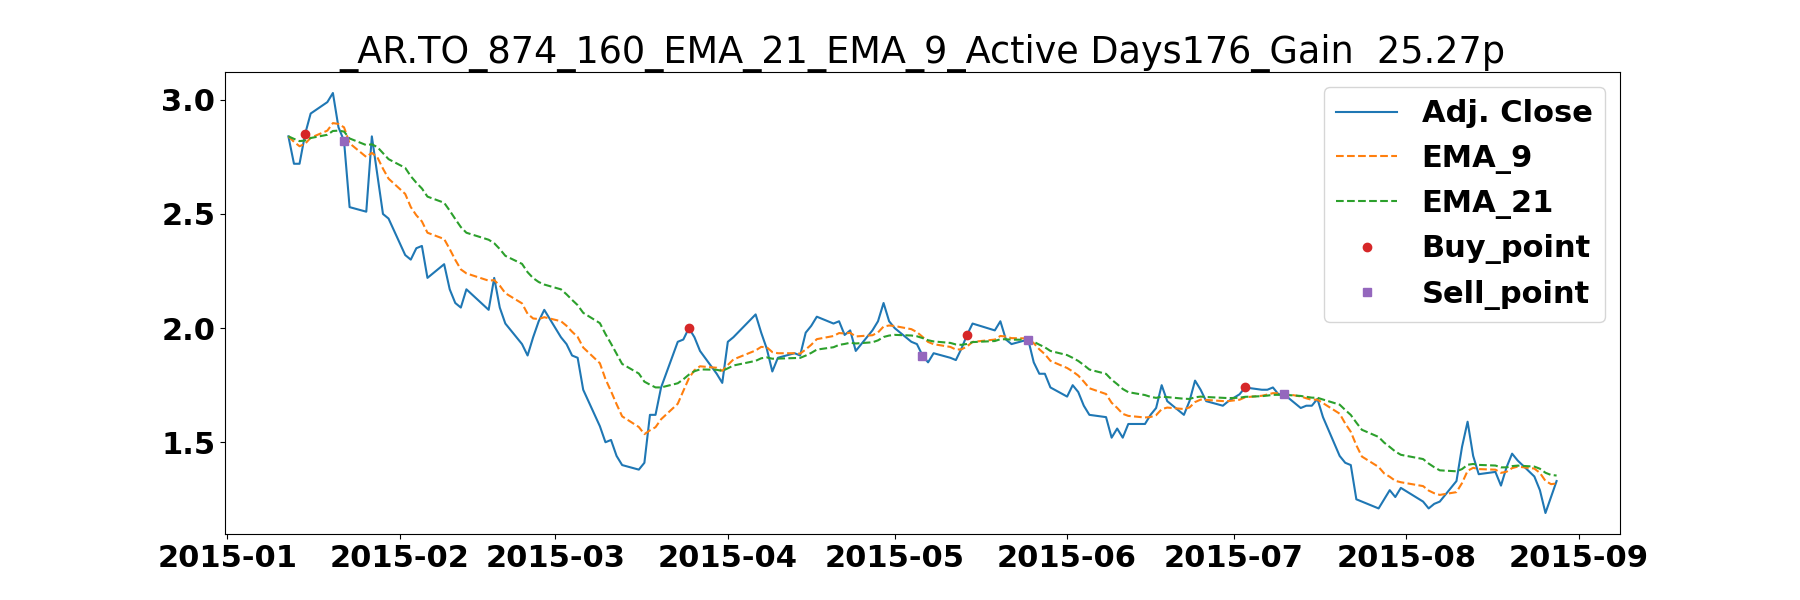 _AR.TO_874_160_EMA_21_EMA_9_Active Days176_Gain  25.27p
3.0
2.5
2.0
1.5
Adj. Close
EMA_9
EMA_21
Buy_point
Sell_point
2015-01 2015-02 2015-03 2015-04 2015-05 2015-06 2015-07 2015-08 2015-09